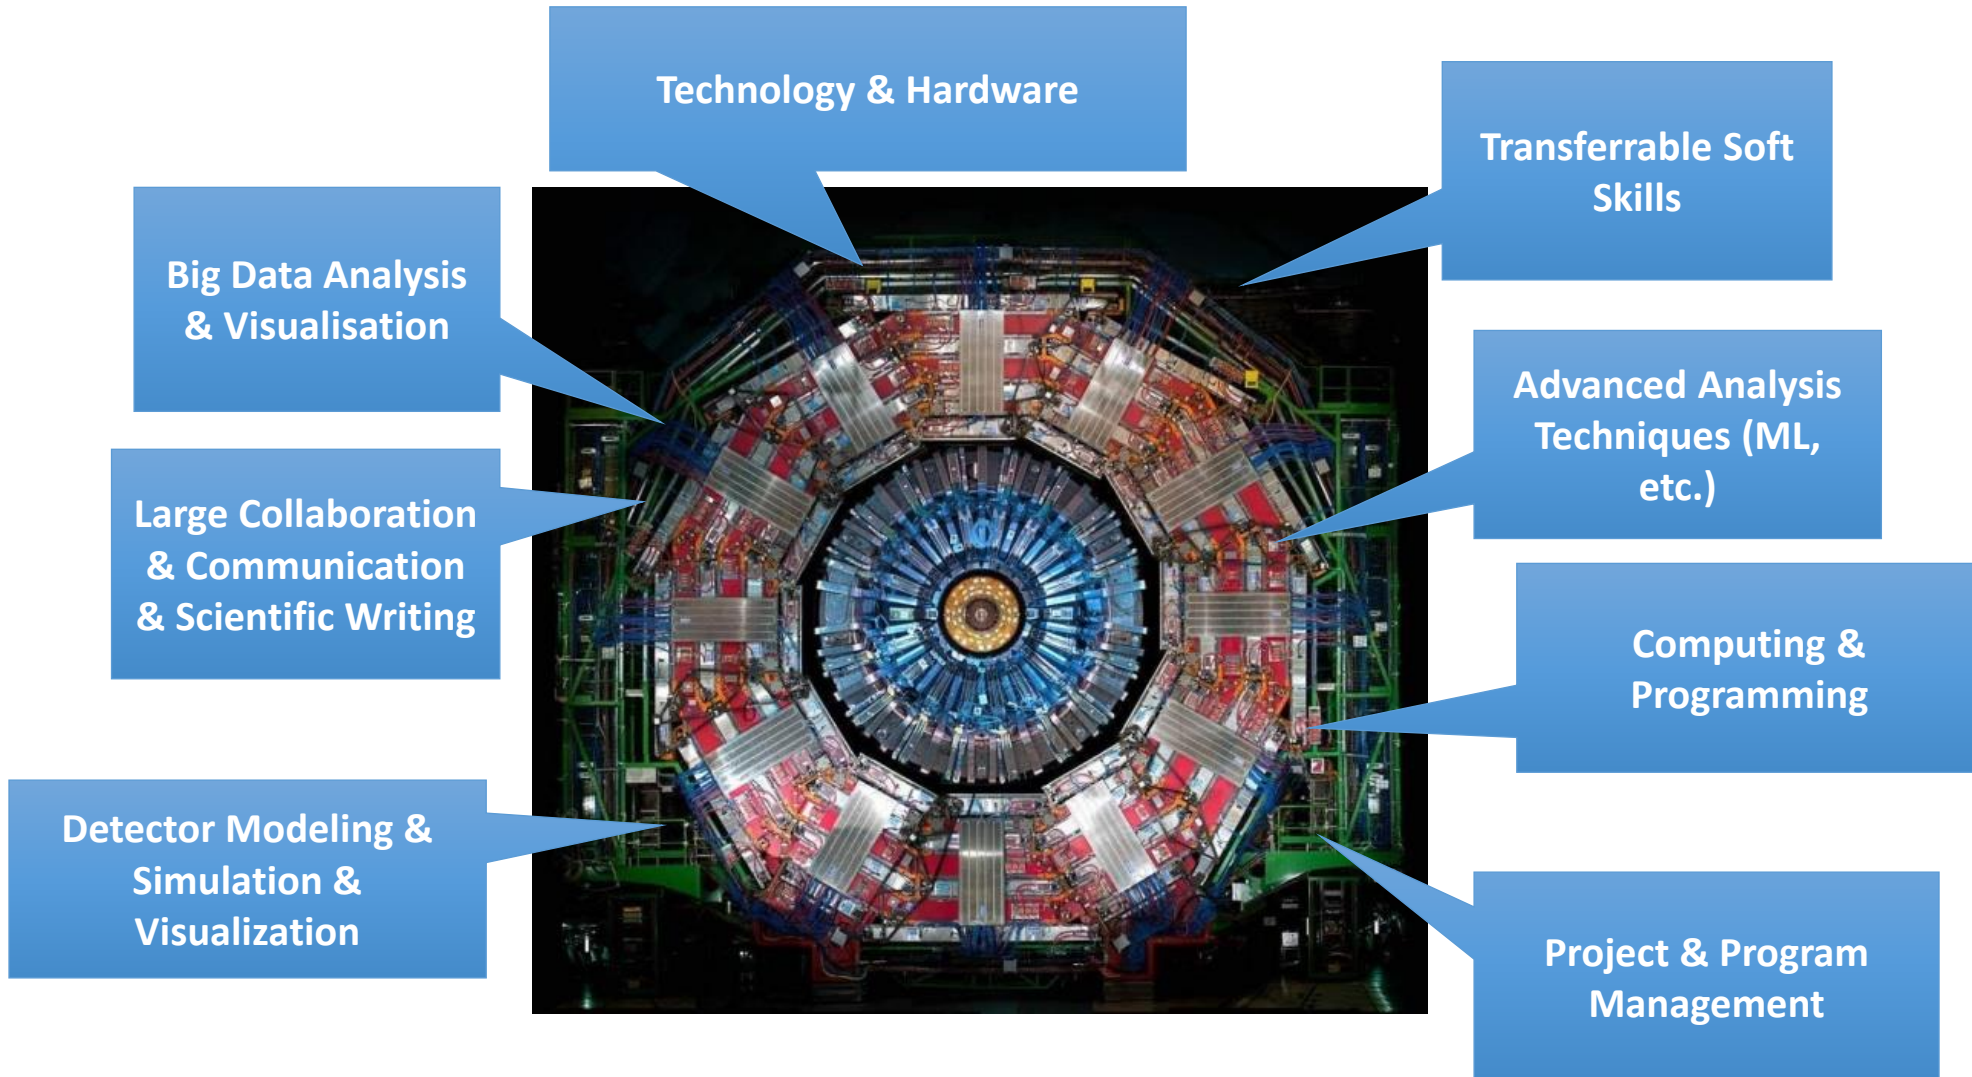 Technology & Hardware
Transferrable Soft
Skills
Big Data Analysis
& Visualisation
Advanced Analysis
Techniques (ML,
etc.)
Large Collaboration
& Communication
& Scientific Writing
Computing &
Programming
Detector Modeling &
Simulation &
Visualization
Project & Program
Management